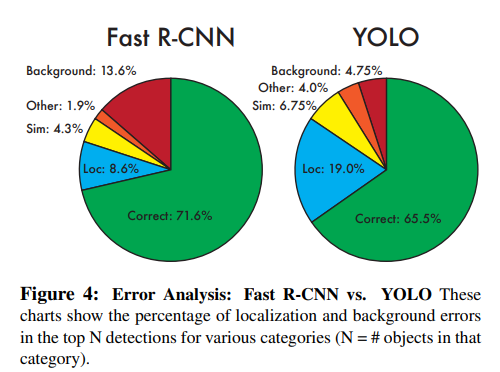 Fast R-CNN
Background: 13.6%
Other: 1.9%
Sim: 4.3%
Loc: 8.6%
Correct: 71.6%
YOLO
Background: 4.75%
Other: 4.0%
Sim: 6.75%
Loc: 19.0%
Correct: 65.5%
Figure 4: Error Analysis: Fast R-CNN vs. YOLO These
charts show the percentage of localization and background errors
in the top N detections for various categories (N = # objects in that
category).